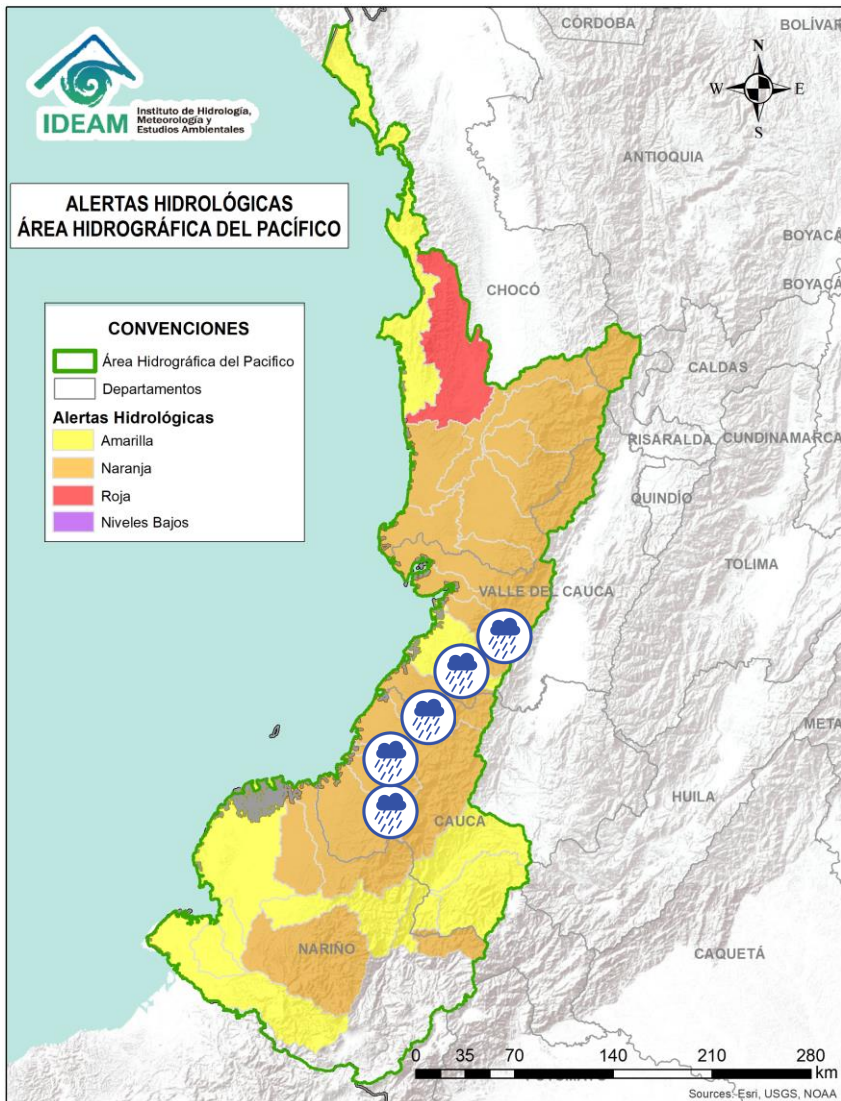 CÓRDOBA
BOLÍVAR
N
W E
S
IDEAM
Instituto de Hidrología,
Meteorología y
Estudios Ambientales
ANTIOQUIA
ALERTAS HIDROLÓGICAS
ÁREA HIDROGRÁFICA DEL PACÍFICO
BOYACÁ
BOYACÁ
CHOCÓ
CONVENCIONES
Área Hidrográfica del Pacifico
Departamentos
Alertas Hidrológicas
Amarilla
Naranja
Roja
Niveles Bajos
CALDAS
RISARALDA
CUNDINAMARCA
QUINDÍO
TOLIMA
VALLE DEL CAUCA
META
HUILA
CAUCA
NARIÑO
CAQUETÁ
0 35 70 140 210 280
km
Sources: Esri, USGS, NOAA